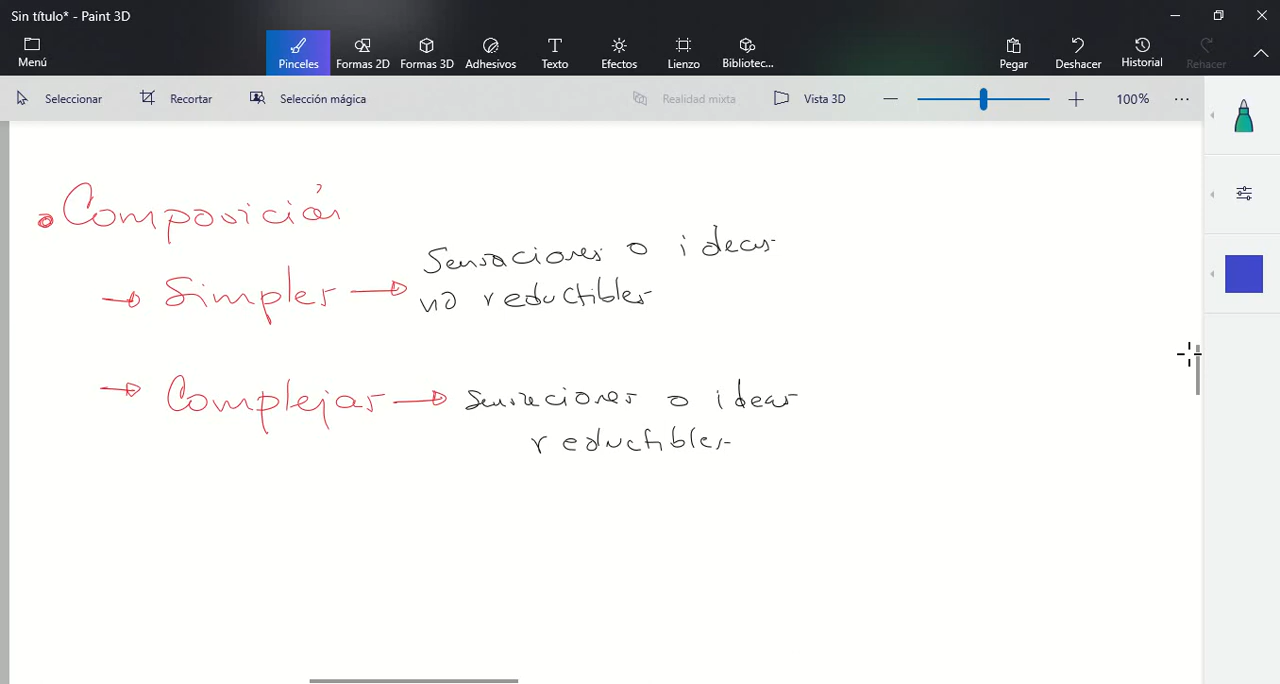 Sin título* - Paint 3D
Menú
Pinceles
Formas 2D
Formas 3D
Adhesivos
Texto
Efectos
Lienzo
Bibliotec...
Pegar
Deshacer
Historial
Rehacer
Seleccionar
Recortar
Selección mágica
Realidad mixta
Vista 3D
100%
Composición
Simples → Sensaciones o ideas
no reductibles
Complejas → Sensaciones o ideas
reductibles